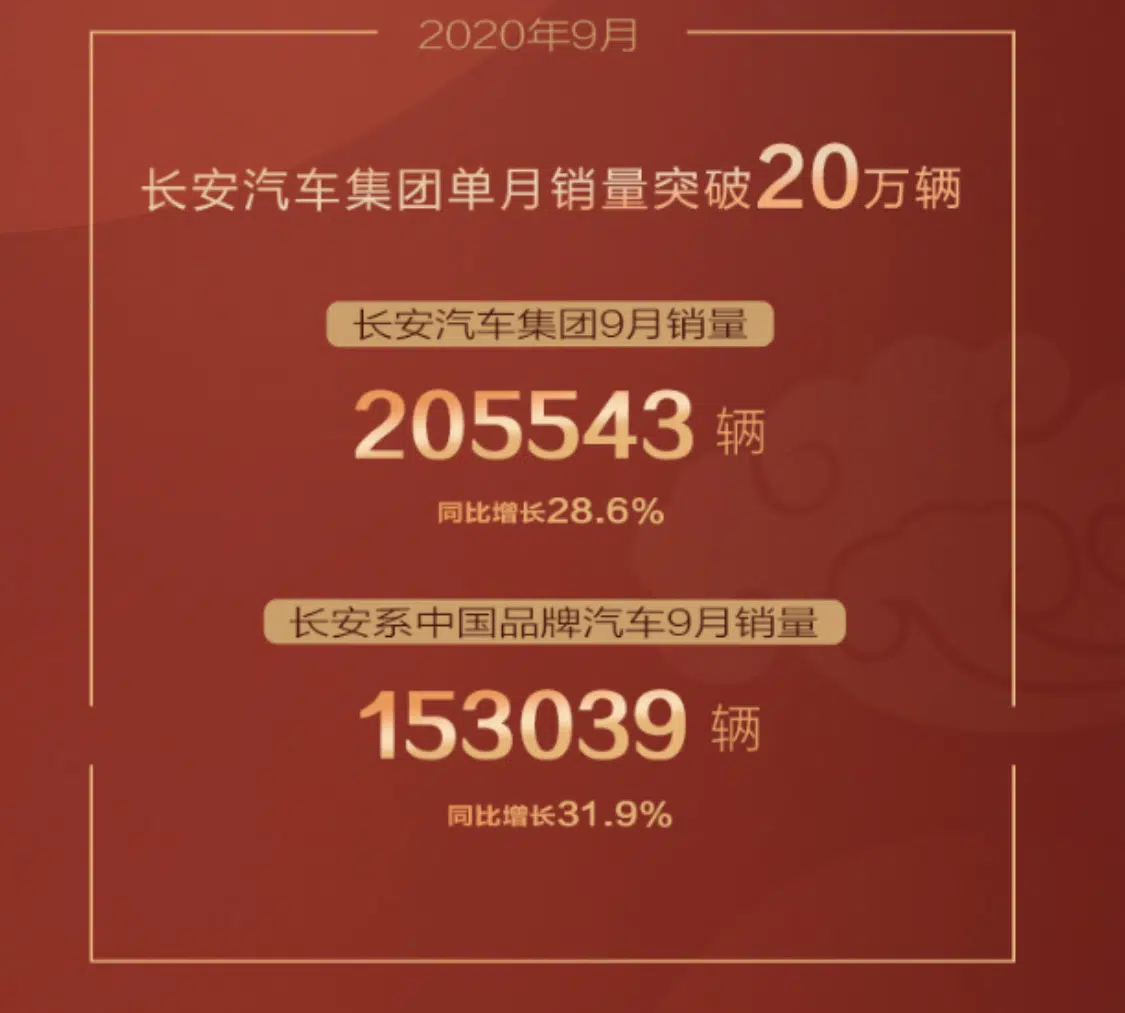 2020年9月
长安汽车集团单月销量突破20万辆
长安汽车集团9月销量
205543 辆
同比增长28.6%
长安系中国品牌汽车9月销量
153039 辆
同比增长31.9%